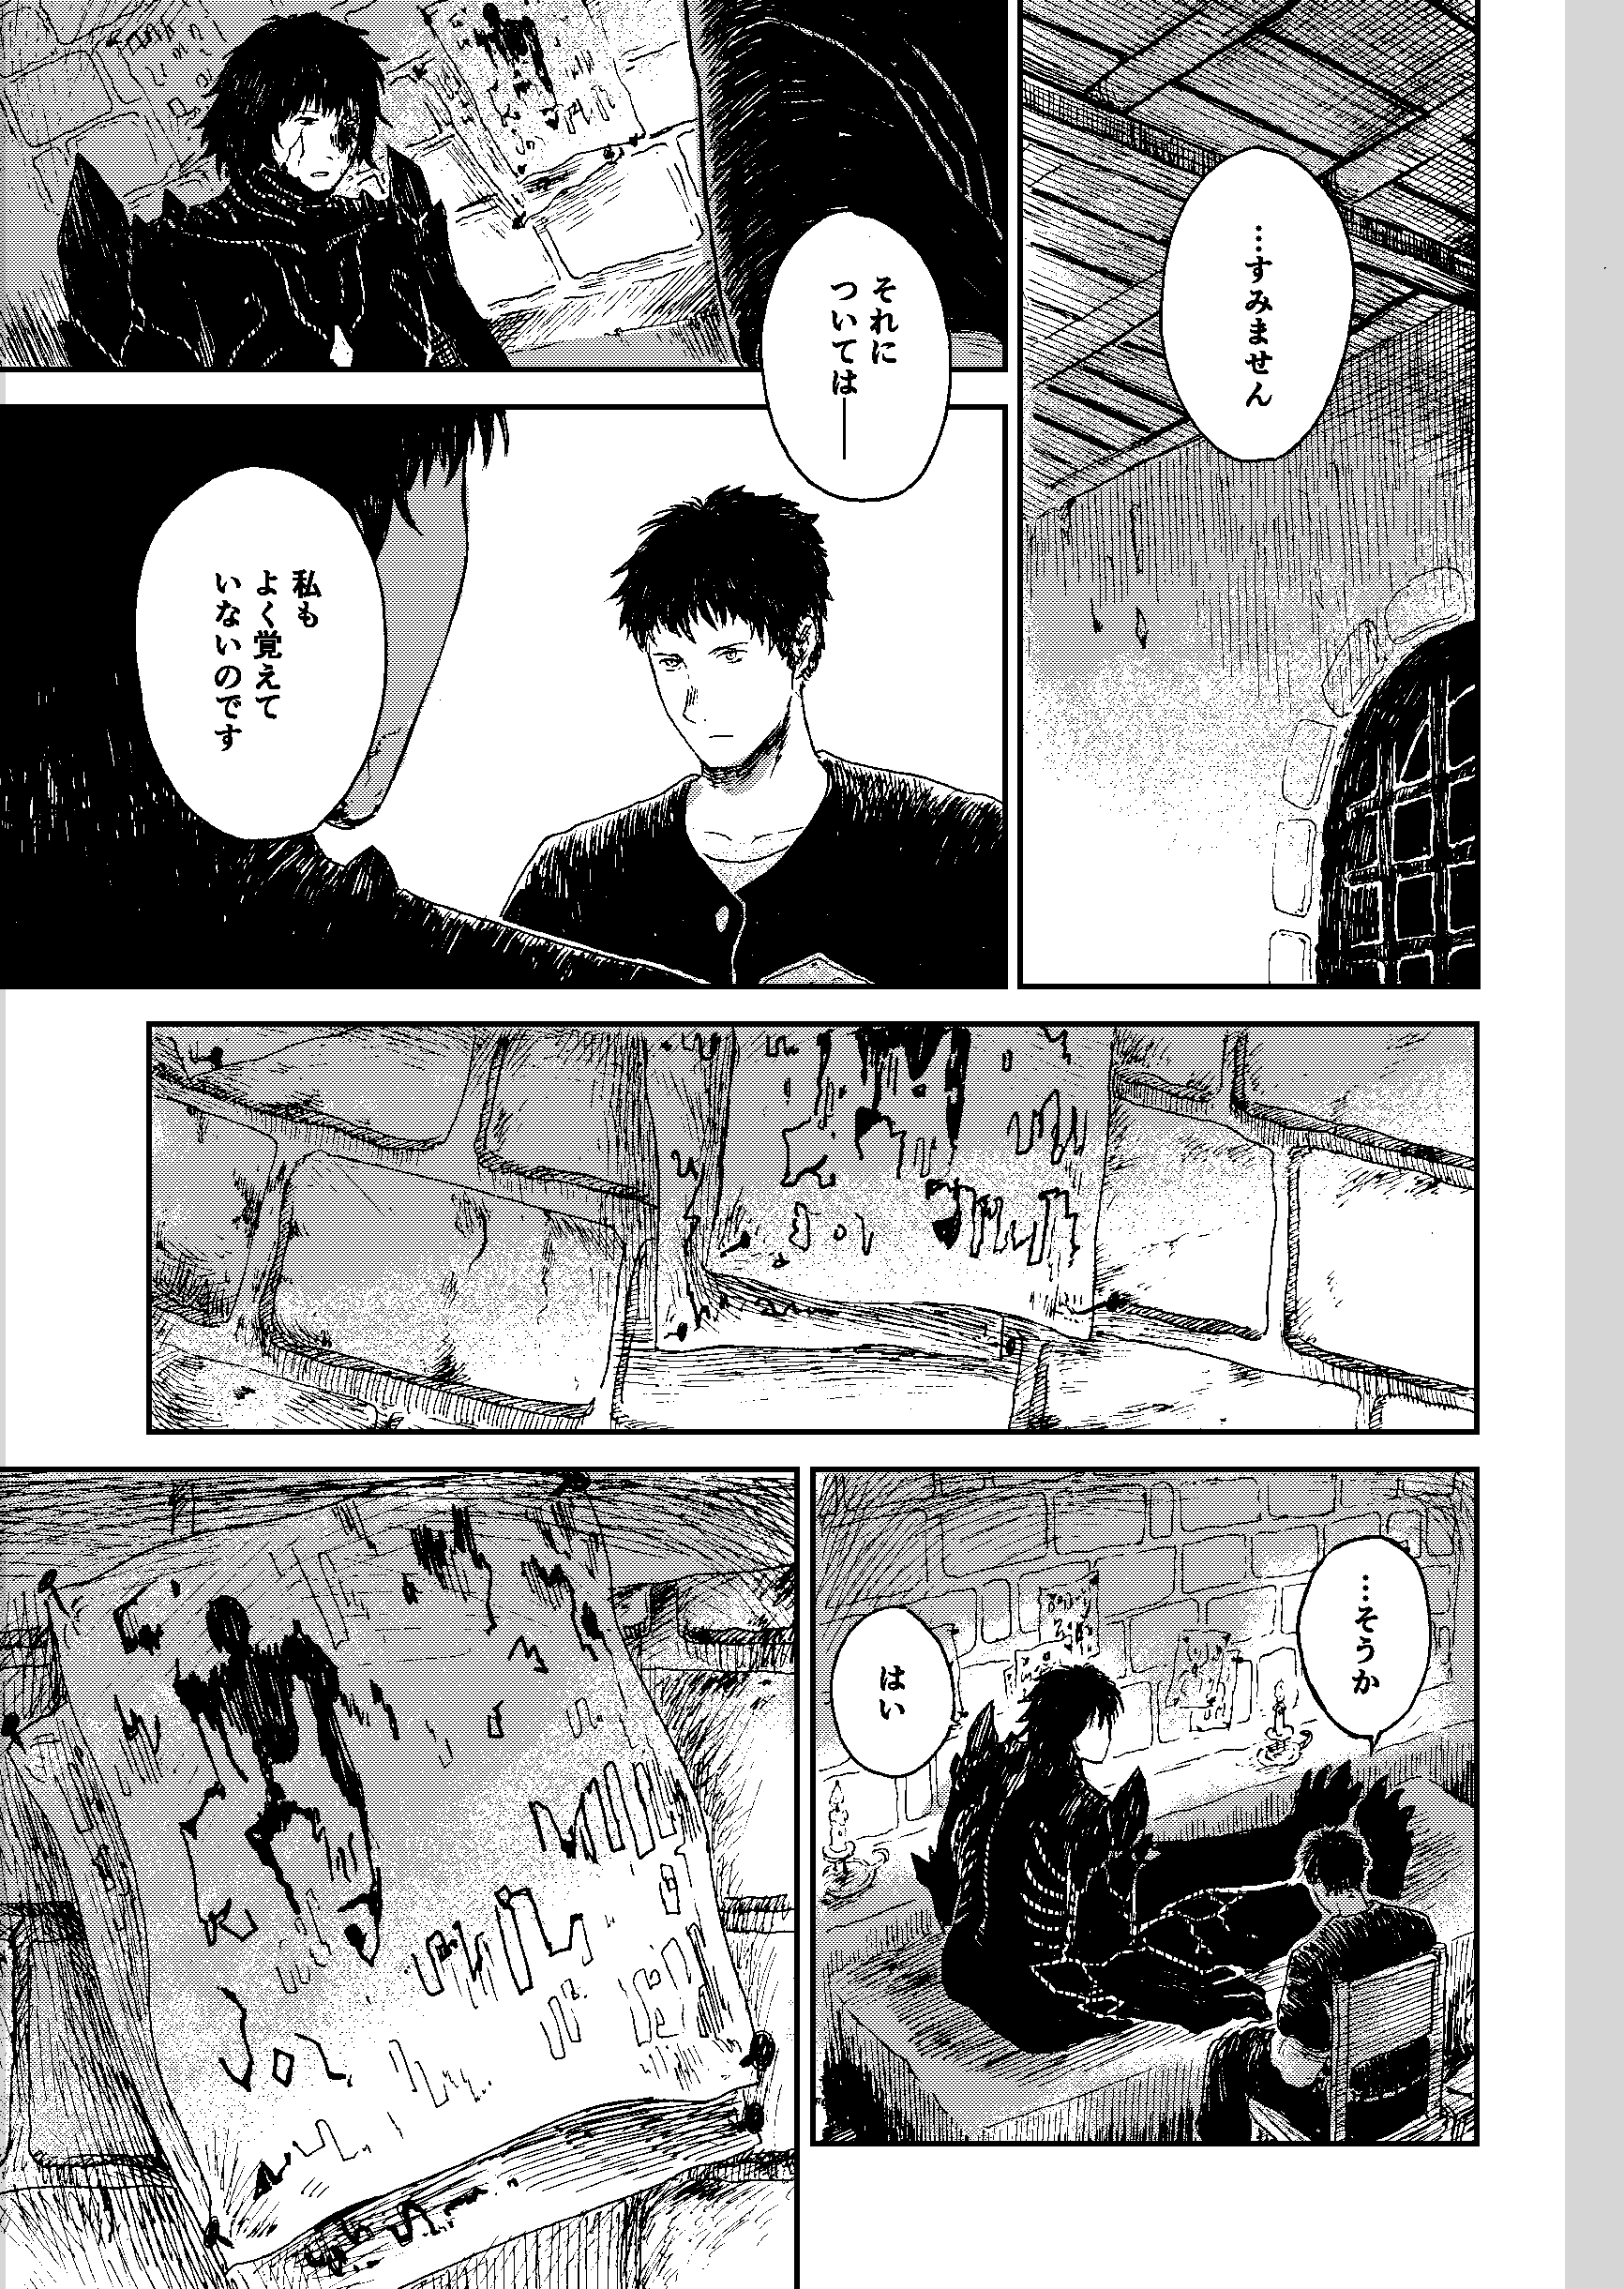 …すみません
それに
ついては――
私も
よく覚えて
いないのです
…そうか
はい